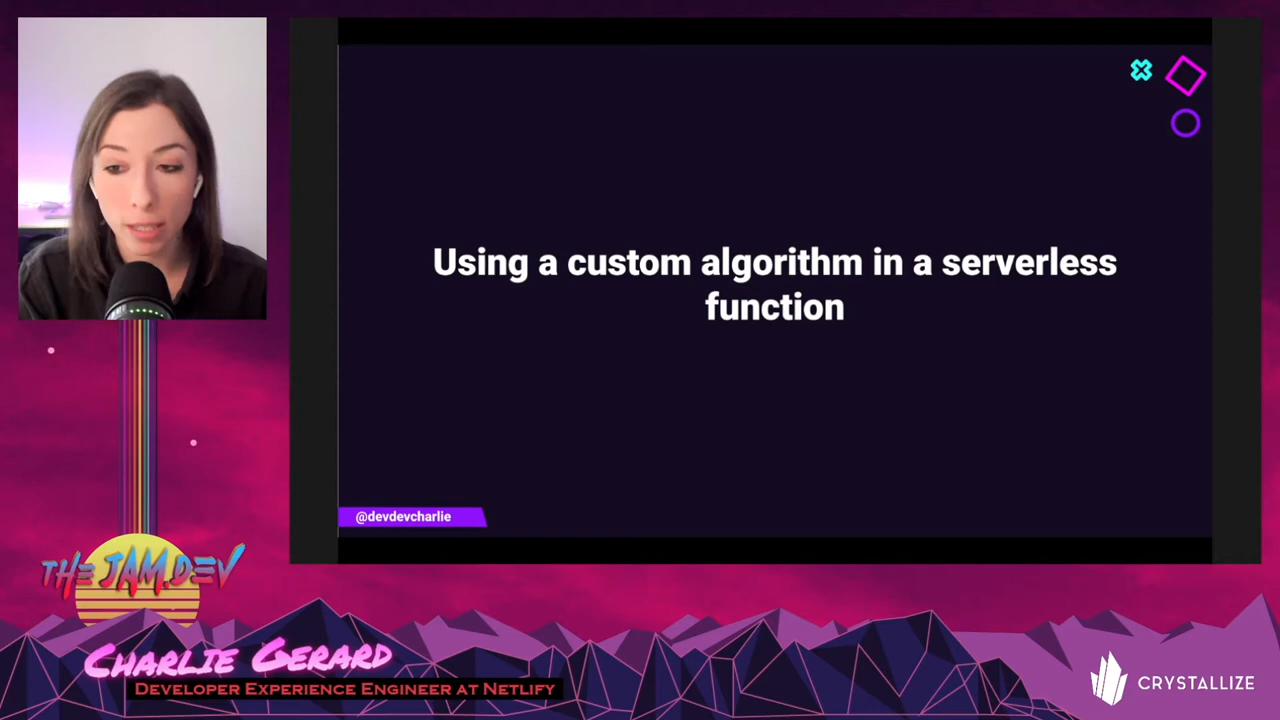 Using a custom algorithm in a serverless
function
@devdevcharlie
THE JAM.DEV
CHARLIE GERARD
DEVELOPER EXPERIENCE ENGINEER AT NETLIFY
CRYSTALLIZE